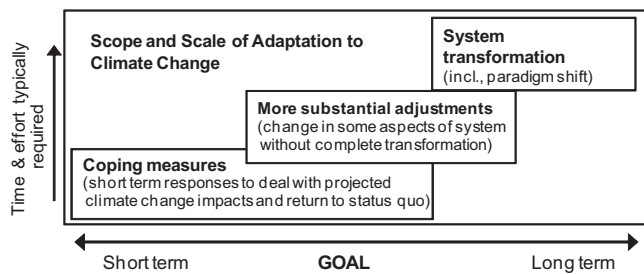 Scope and Scale of Adaptation to
Climate Change
System
transformation
(incl., paradigm shift)
More substantial adjustments
(change in some aspects of system
without complete transformation)
Coping measures
(short term responses to deal with projected
climate change impacts and return to status quo)
Time & effort typically
required
Short term GOAL Long term